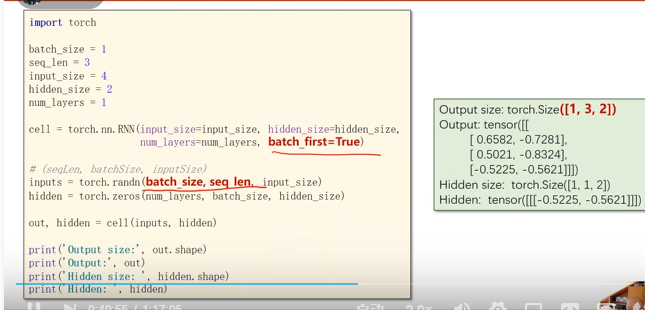 import torch
batch_size = 1
seq_len = 3
input_size = 4
hidden_size = 2
num_layers = 1
cell = torch.nn.RNN(input_size=input_size, hidden_size=hidden_size,
num_layers=num_layers, batch_first=True)
# (seqLen, batchSize, inputSize)
inputs = torch.randn(batch_size, seq_len, input_size)
hidden = torch.zeros(num_layers, batch_size, hidden_size)
out, hidden = cell(inputs, hidden)
print('Output size:', out.shape)
print('Output:', out)
print('Hidden size: ', hidden.shape)
print('Hidden: ', hidden)
Output size: torch.Size([1, 3, 2])
Output: tensor([[
[ 0.6582, -0.7281],
[ 0.5021, -0.8324],
[-0.5225, -0.5621]]])
Hidden size: torch.Size([1, 1, 2])
Hidden: tensor([[[-0.5225, -0.5621]]])
0:40:55 / 1:17:05
自动
2.0x